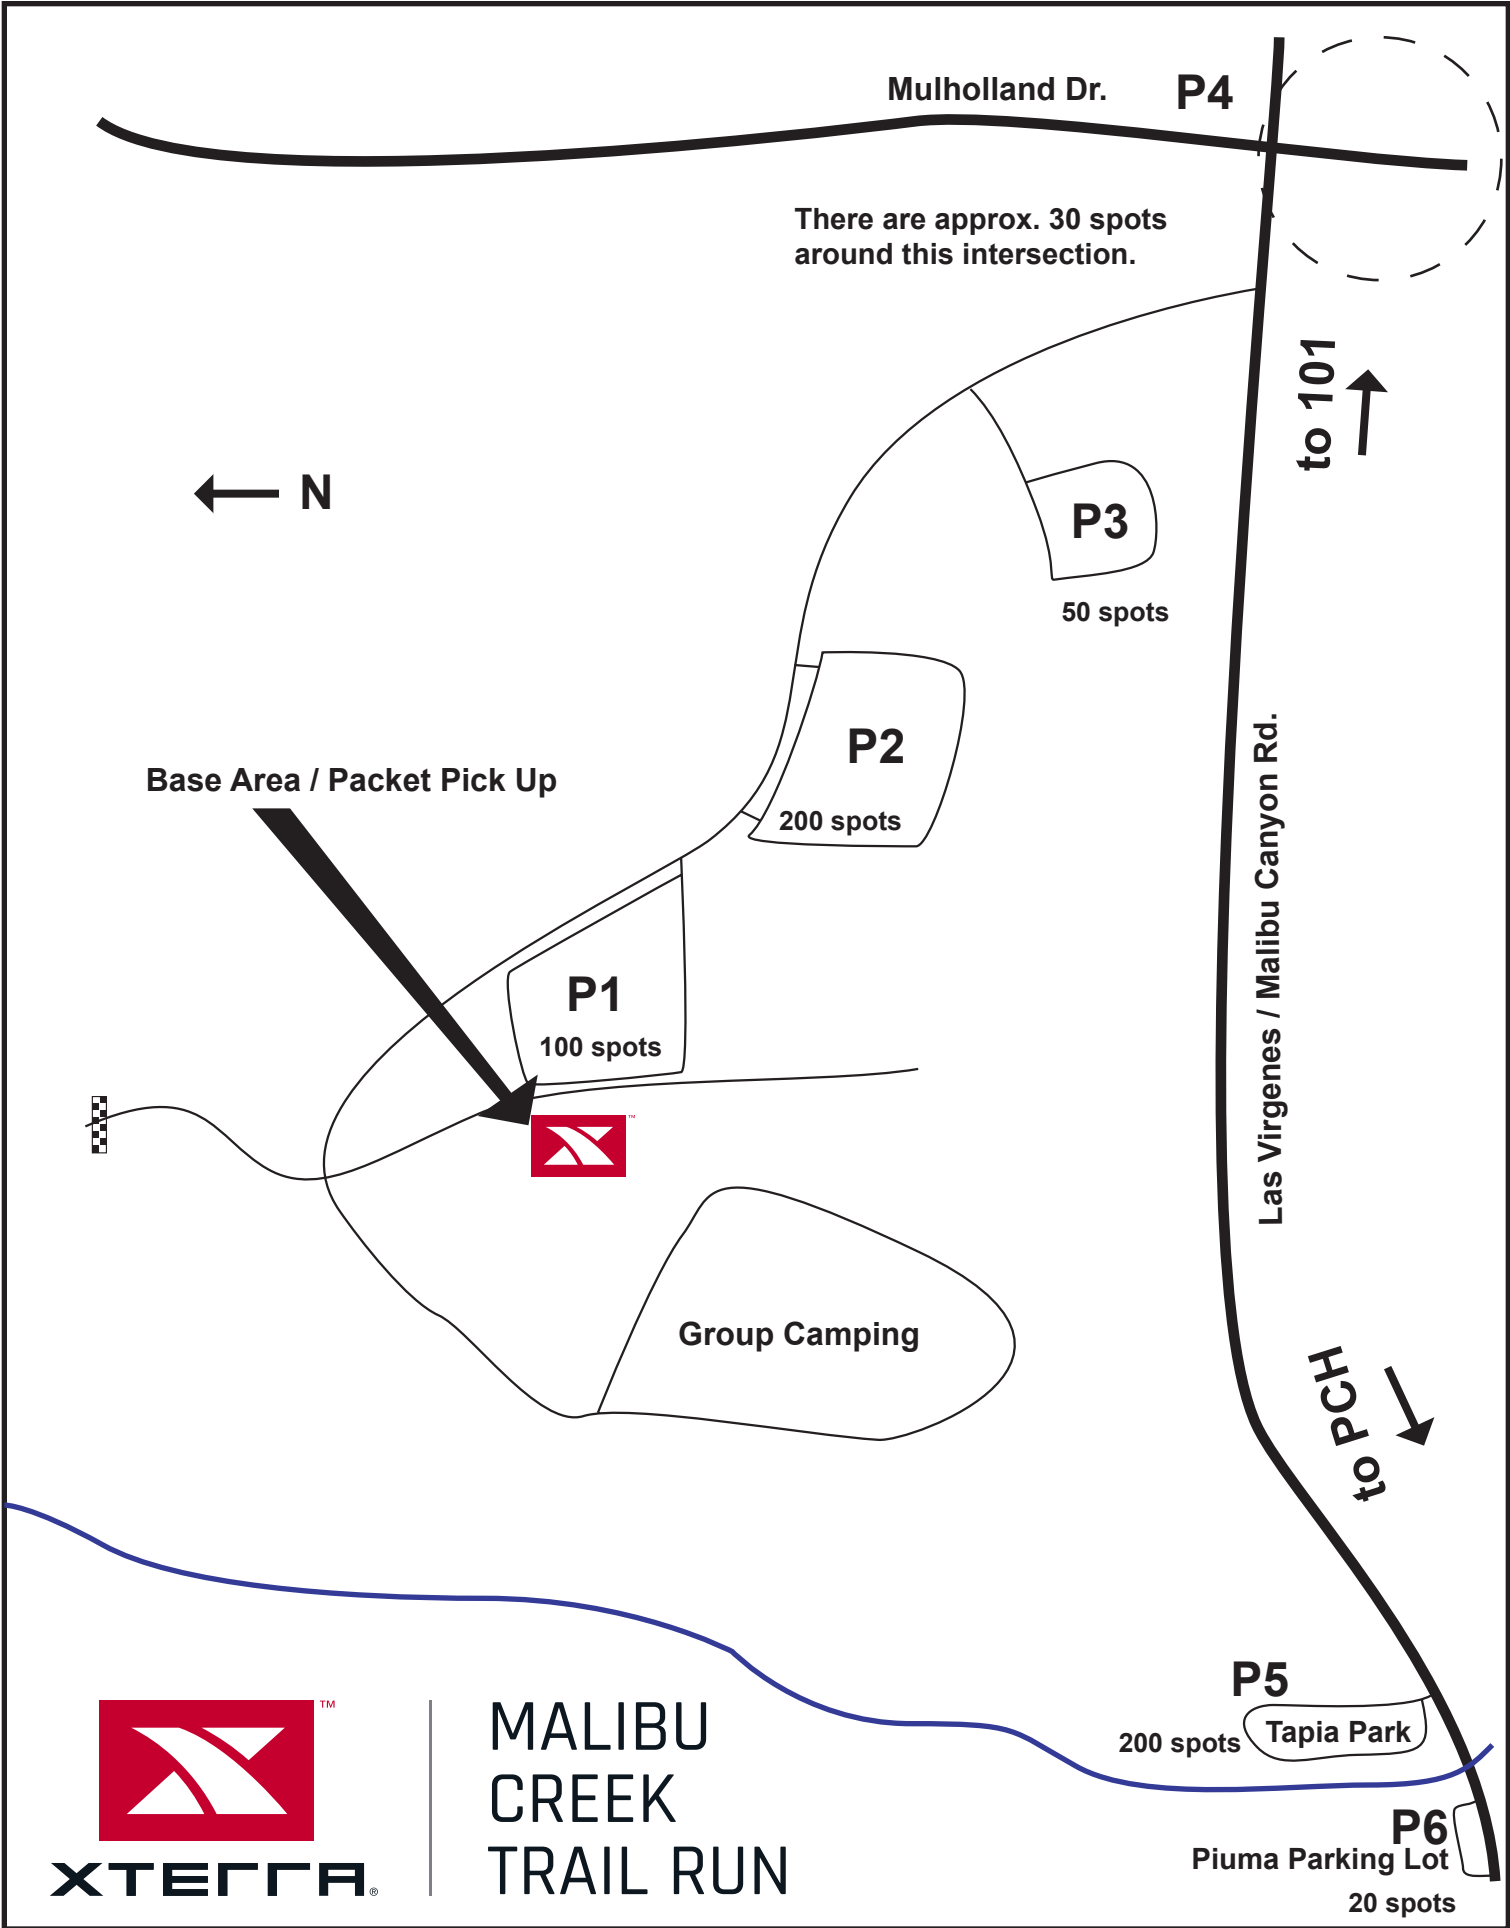 Mulholland Dr.
P4
There are approx. 30 spots
around this intersection.
to 101
N
P3
50 spots
P2
200 spots
Base Area / Packet Pick Up
Las Virgenes / Malibu Canyon Rd.
P1
100 spots
™
Group Camping
to PCH
P5
200 spots
Tapia Park
P6
Piuma Parking Lot
20 spots
™
XTERRA®
MALIBU
CREEK
TRAIL RUN